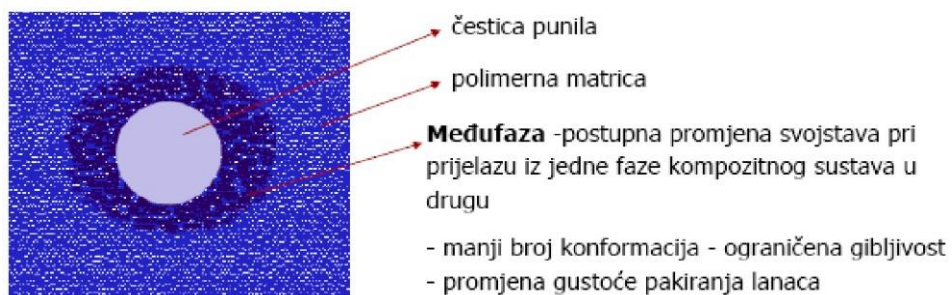 čestica punila
polimerna matrica
Međufaza -postupna promjena svojstava pri
prijelazu iz jedne faze kompozitnog sustava u
drugu
- manji broj konformacija - ograničena gibljivost
- promjena gustoće pakiranja lanaca